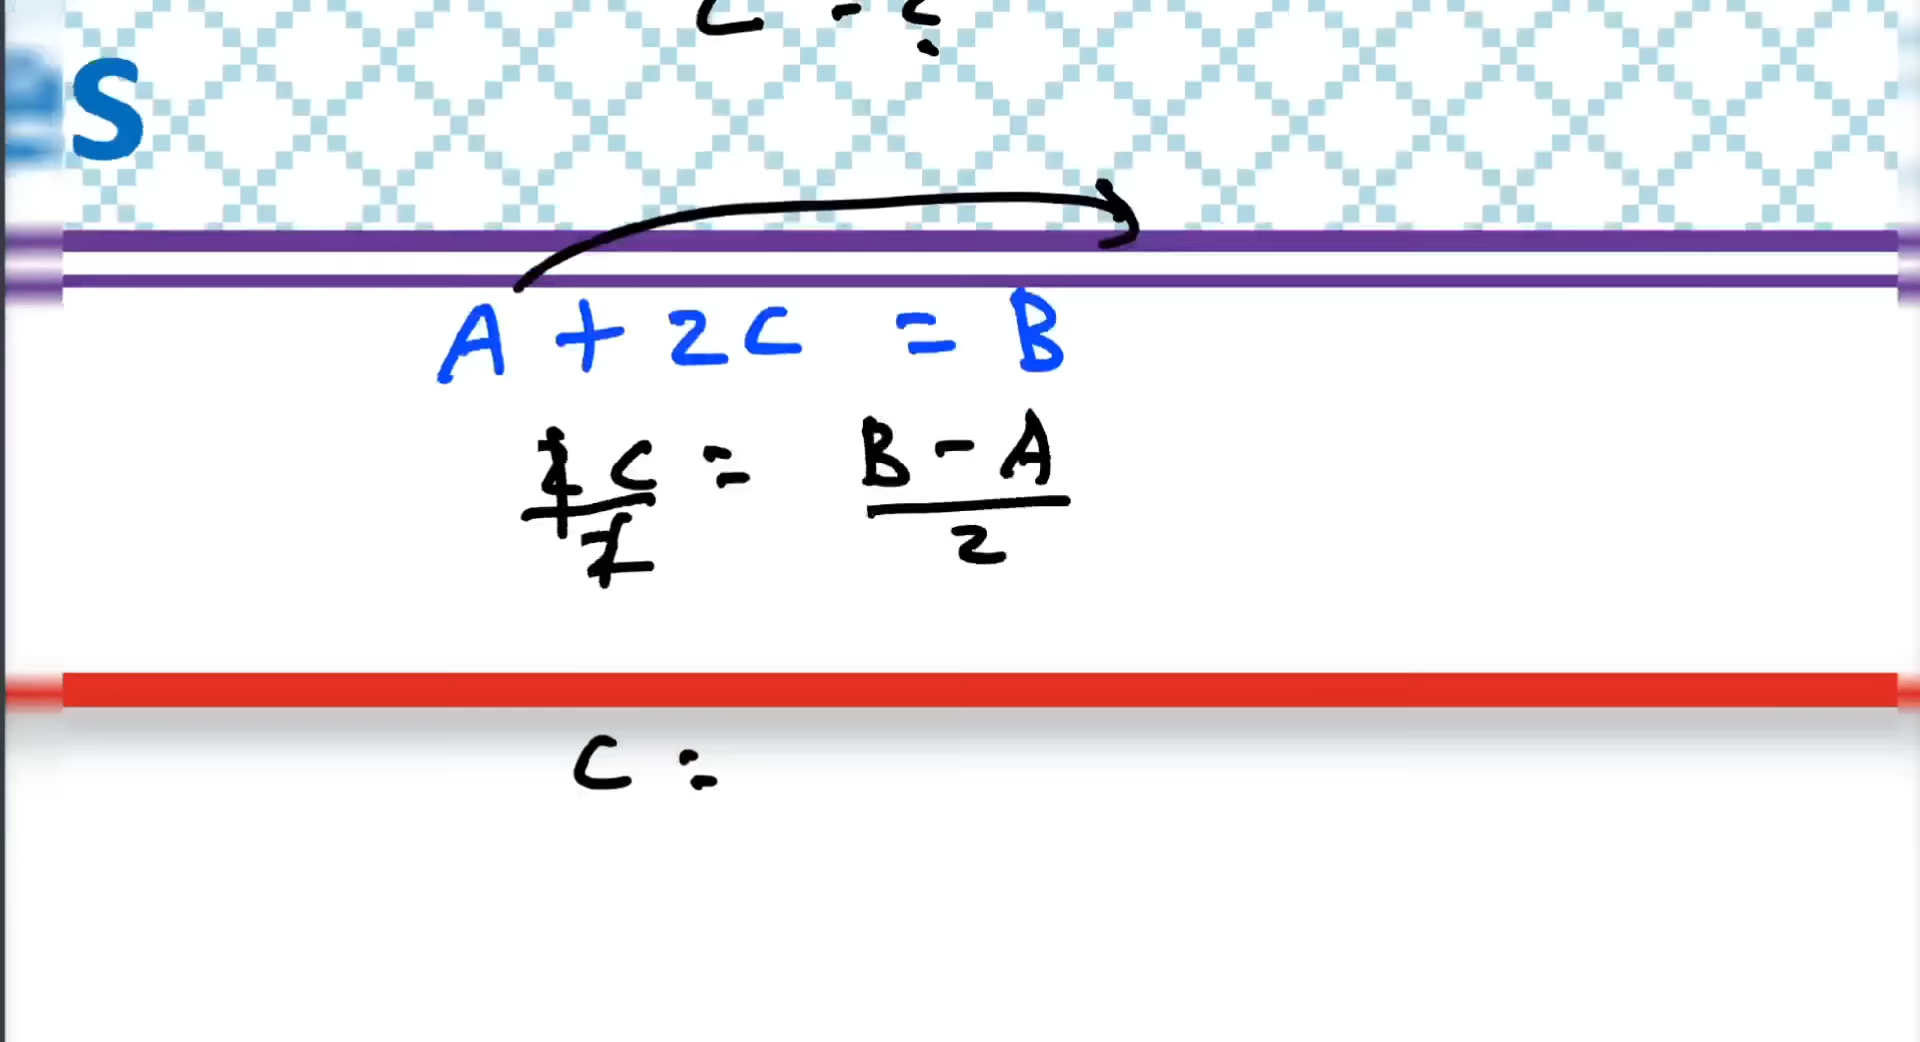 S
A + 2C = B
2C/2 = B - A/2
C =